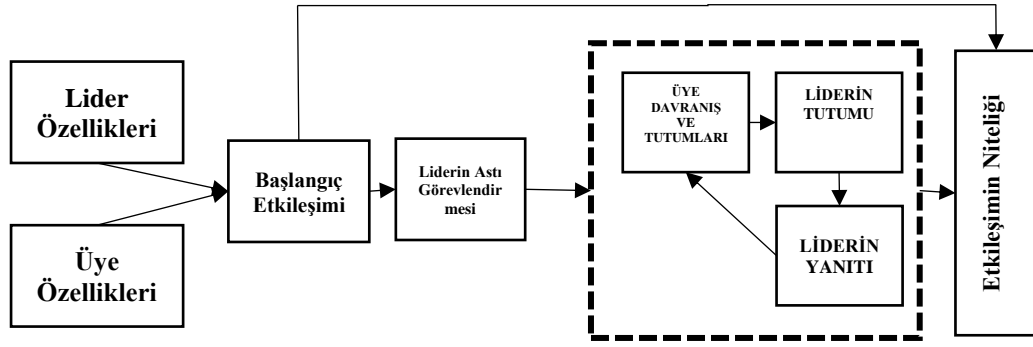 Lider
Özellikleri
Üye
Özellikleri
Başlangıç
Etkileşimi
Liderin Astı
Görevlendir
mesi
ÜYE
DAVRANIŞ
VE
TUTUMLARI
LİDERİN
TUTUMU
LİDERİN
YANITI
Etkileşimin Niteliği